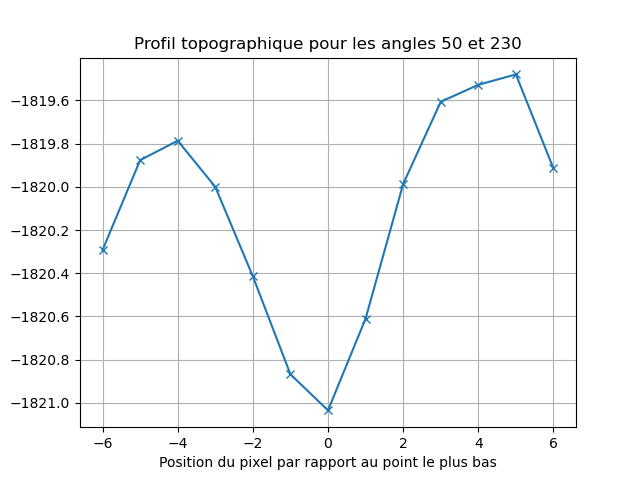 Profil topographique pour les angles 50 et 230
−1819.6
−1819.8
−1820.0
−1820.2
−1820.4
−1820.6
−1820.8
−1821.0
−6 −4 −2 0 2 4 6
Position du pixel par rapport au point le plus bas